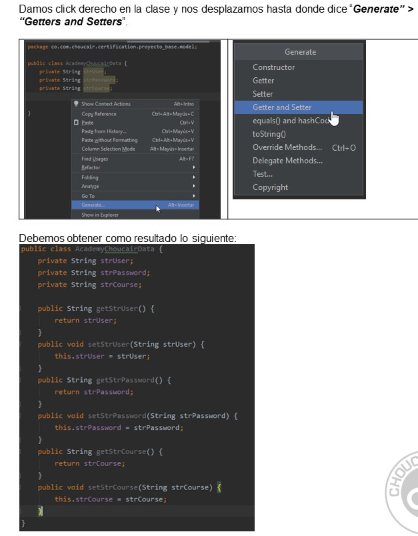 Damos click derecho en la clase y nos desplazamos hasta donde dice "Generate" >
"Getters and Setters".
package co.com.choucair.certification.proyecto_base.model;
public class AcademyChoucairData {
private String strUser;
private String strPassword;
private String strCourse;
}
Show Context Actions Alt+Intro
Copy Reference Ctrl+Alt+Mayús+C
Paste Ctrl+V
Paste from History... Ctrl+Mayús+V
Paste without Formatting Ctrl+Alt+Mayús+V
Column Selection Mode Alt+Mayús+Insertar
Find Usages Alt+F7
Refactor
Folding
Analyze
Go To
Generate... Alt+Insertar
Show in Explorer
Generate
Constructor
Getter
Setter
Getter and Setter
equals() and hashCode
toString()
Override Methods... Ctrl+O
Delegate Methods...
Test...
Copyright
Debemos obtener como resultado lo siguiente:
public class AcademyChoucairData {
private String strUser;
private String strPassword;
private String strCourse;
public String getStrUser() {
return strUser;
}
public void setStrUser(String strUser) {
this.strUser = strUser;
}
public String getStrPassword() {
return strPassword;
}
public void setStrPassword(String strPassword) {
this.strPassword = strPassword;
}
public String getStrCourse() {
return strCourse;
}
public void setStrCourse(String strCourse) {
this.strCourse = strCourse;
}
}
CHOUC